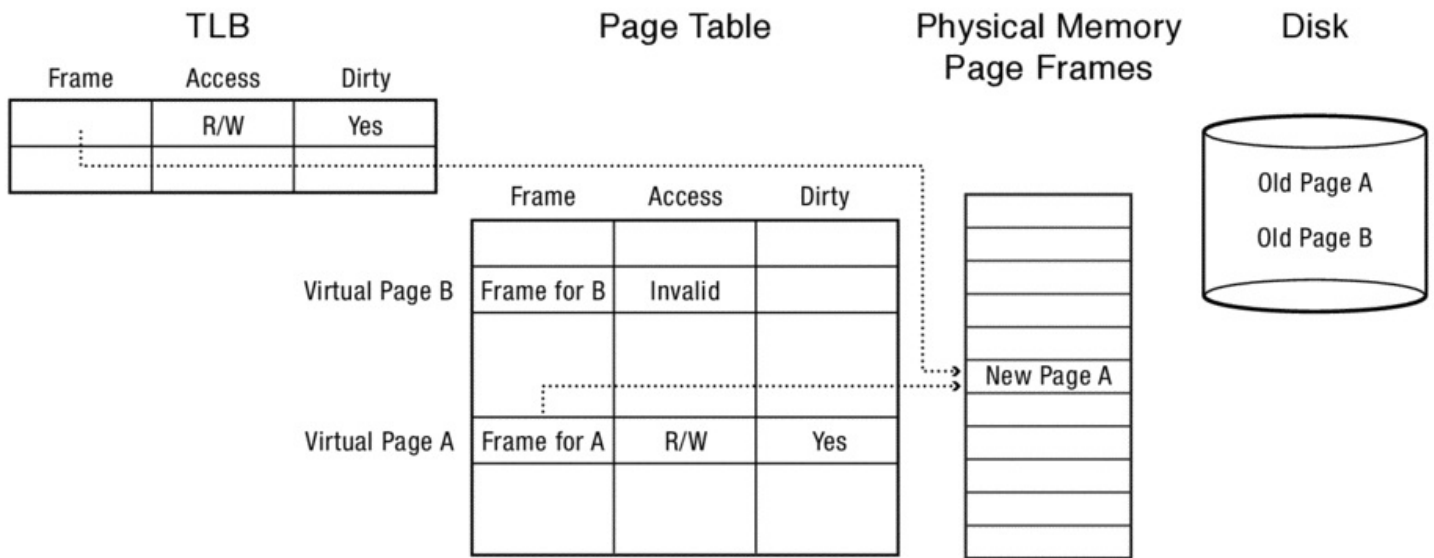 TLB
Page Table
Physical Memory
Page Frames
Disk
Frame Access Dirty
R/W Yes
Frame Access Dirty
Virtual Page B Frame for B Invalid
Virtual Page A Frame for A R/W Yes
New Page A
Old Page A
Old Page B